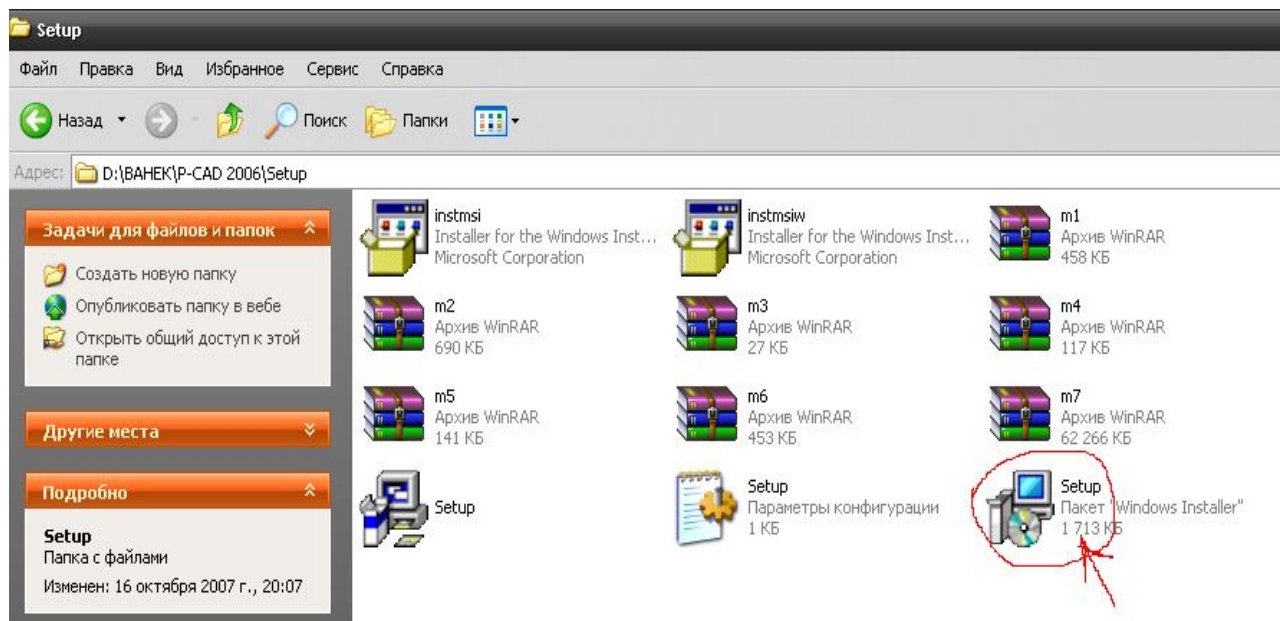 Setup
Файл Правка Вид Избранное Сервис Справка
Назад Поиск Папки
Адрес: D:\ВАНЕК\P-CAD 2006\Setup
Задачи для файлов и папок
Создать новую папку
Опубликовать папку в вебе
Открыть общий доступ к этой
папке
Другие места
Подробно
Setup
Папка с файлами
Изменен: 16 октября 2007 г., 20:07
instmsi
Installer for the Windows Inst...
Microsoft Corporation
instmsiw
Installer for the Windows Inst...
Microsoft Corporation
m1
Архив WinRAR
458 КБ
m2
Архив WinRAR
690 КБ
m3
Архив WinRAR
27 КБ
m4
Архив WinRAR
117 КБ
m5
Архив WinRAR
141 КБ
m6
Архив WinRAR
453 КБ
m7
Архив WinRAR
62 266 КБ
Setup
Setup
Параметры конфигурации
1 КБ
Setup
Пакет "Windows Installer"
1 713 КБ